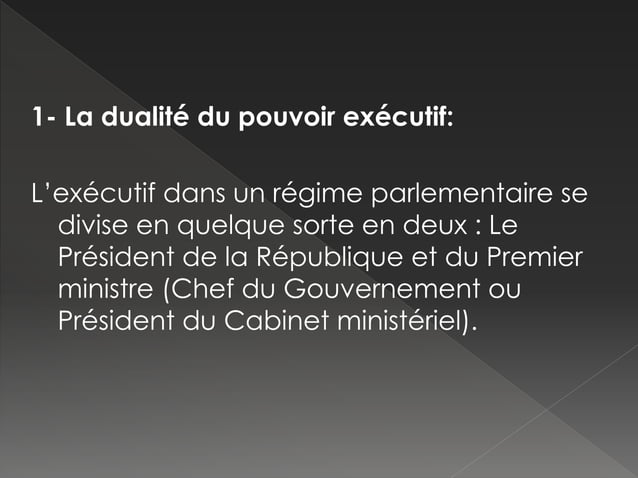 1- La dualité du pouvoir exécutif:
L’exécutif dans un régime parlementaire se
divise en quelque sorte en deux : Le
Président de la République et du Premier
ministre (Chef du Gouvernement ou
Président du Cabinet ministériel).